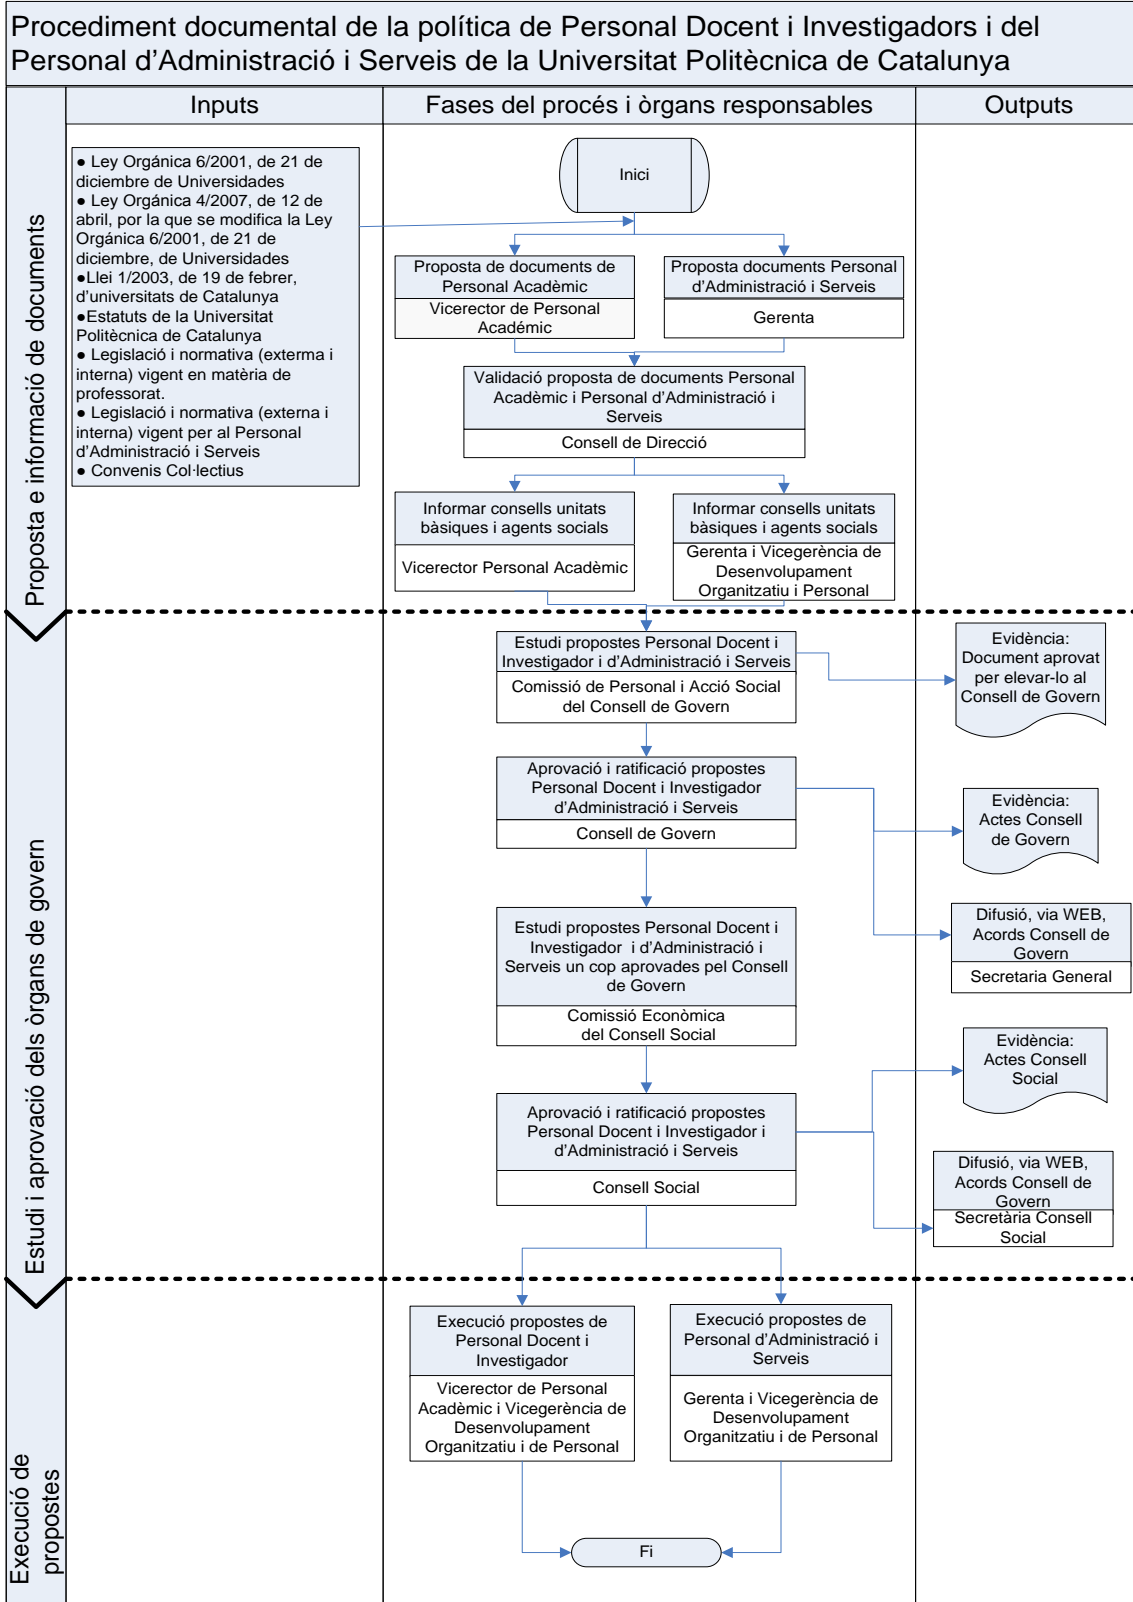 Procediment documental de la política de Personal Docent i Investigadors i del
Personal d'Administració i Serveis de la Universitat Politècnica de Catalunya
Inputs
Fases del procés i òrgans responsables
Outputs
Proposta e informació de documents
● Ley Orgánica 6/2001, de 21 de
diciembre de Universidades
● Ley Orgánica 4/2007, de 12 de
abril, por la que se modifica la Ley
Orgánica 6/2001, de 21 de
diciembre, de Universidades
●Llei 1/2003, de 19 de febrer,
d'universitats de Catalunya
●Estatuts de la Universitat
Politècnica de Catalunya
● Legislació i normativa (exterma i
interna) vigent en matèria de
professorat.
● Legislació i normativa (externa i
interna) vigent per al Personal
d'Administració i Serveis
● Convenis Col·lectius
Inici
Proposta de documents de
Personal Acadèmic
Vicerector de Personal
Académic
Proposta documents Personal
d'Administració i Serveis
Gerenta
Validació proposta de documents Personal
Acadèmic i Personal d'Administració i
Serveis
Consell de Direcció
Informar consells unitats
bàsiques i agents socials
Vicerector Personal Acadèmic
Informar consells unitats
bàsiques i agents socials
Gerenta i Vicegerència de
Desenvolupament
Organitzatiu i Personal
Estudi i aprovació dels òrgans de govern
Estudi propostes Personal Docent i
Investigador i d'Administració i Serveis
Comissió de Personal i Acció Social
del Consell de Govern
Evidència:
Document aprovat
per elevar-lo al
Consell de Govern
Aprovació i ratificació propostes
Personal Docent i Investigador
d'Administració i Serveis
Consell de Govern
Evidència:
Actes Consell
de Govern
Difusió, via WEB,
Acords Consell de
Govern
Secretaria General
Estudi propostes Personal Docent i
Investigador  i d'Administració i
Serveis un cop aprovades pel Consell
de Govern
Comissió Econòmica
del Consell Social
Evidència:
Actes Consell
Social
Aprovació i ratificació propostes
Personal Docent i Investigador i
d'Administració i Serveis
Consell Social
Difusió, via WEB,
Acords Consell de
Govern
Secretària Consell
Social
Execució de
propostes
Execució propostes de
Personal Docent i
Investigador
Vicerector de Personal
Acadèmic i Vicegerència de
Desenvolupament
Organitzatiu i de Personal
Execució propostes de
Personal d'Administració i
Serveis
Gerenta i Vicegerència de
Desenvolupament
Organitzatiu i de Personal
Fi